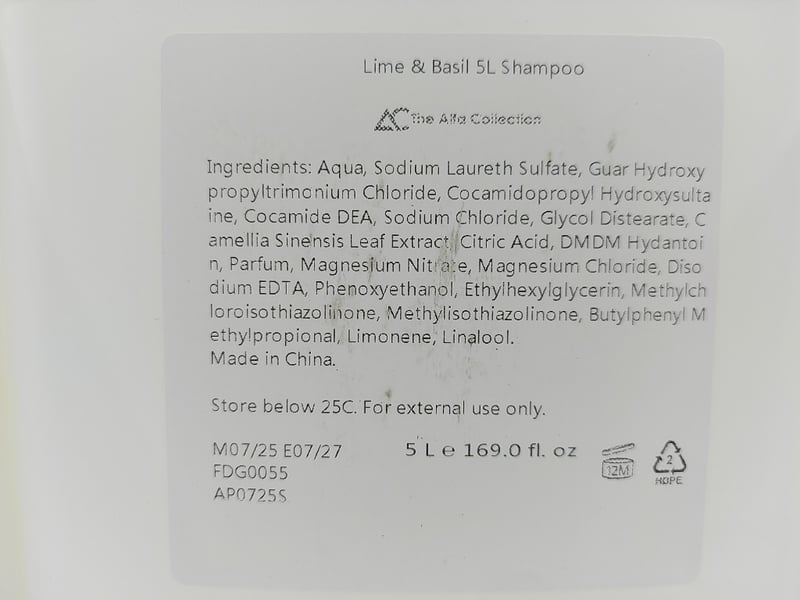 Lime & Basil 5L Shampoo
AC The Alfa Collection
Ingredients: Aqua, Sodium Laureth Sulfate, Guar Hydroxy
propyltrimonium Chloride, Cocamidopropyl Hydroxysulta
ine, Cocamide DEA, Sodium Chloride, Glycol Distearate, C
amellia Sinensis Leaf Extract, Citric Acid, DMDM Hydantoi
n, Parfum, Magnesium Nitrate, Magnesium Chloride, Diso
dium EDTA, Phenoxyethanol, Ethylhexylglycerin, Methylch
loroisothiazolinone, Methylisothiazolinone, Butylphenyl M
ethylpropional, Limonene, Linalool.
Made in China.
Store below 25C. For external use only.
M07/25 E07/27
5 L e 169.0 fl. oz
12M
2
HDPE
FDG0055
AP0725S